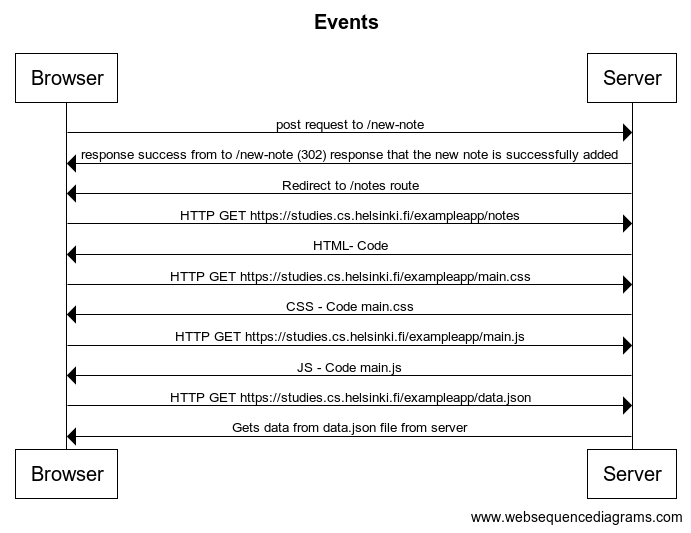 Events
Browser Server
post request to /new-note
response success from to /new-note (302) response that the new note is successfully added
Redirect to /notes route
HTTP GET https://studies.cs.helsinki.fi/exampleapp/notes
HTML- Code
HTTP GET https://studies.cs.helsinki.fi/exampleapp/main.css
CSS - Code main.css
HTTP GET https://studies.cs.helsinki.fi/exampleapp/main.js
JS - Code main.js
HTTP GET https://studies.cs.helsinki.fi/exampleapp/data.json
Gets data from data.json file from server
Browser Server
www.websequencediagrams.com